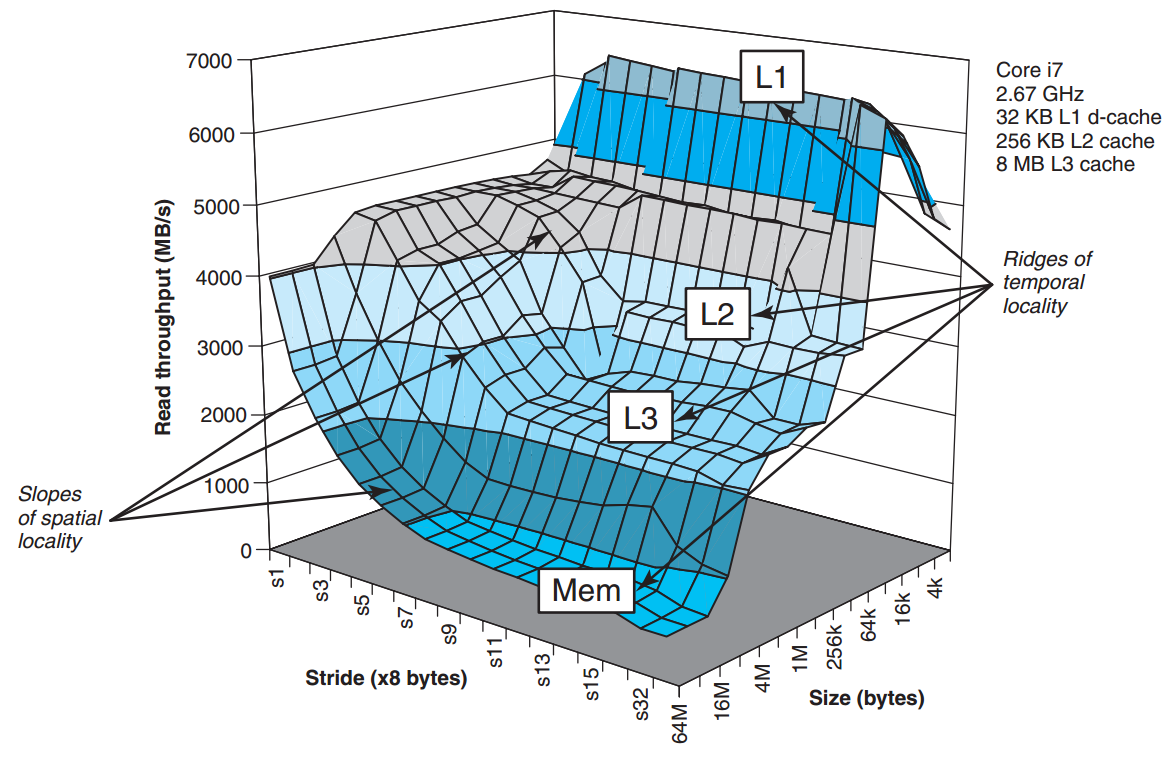 7000
6000
5000
4000
3000
2000
1000
0
Read throughput (MB/s)
L1
L2
L3
Mem
Core i7
2.67 GHz
32 KB L1 d-cache
256 KB L2 cache
8 MB L3 cache
Ridges of
temporal
locality
Slopes
of spatial
locality
s1
s3
s5
s7
s9
s11
s13
s15
s32
Stride (x8 bytes)
64M
16M
4M
1M
256k
64k
16k
4k
Size (bytes)